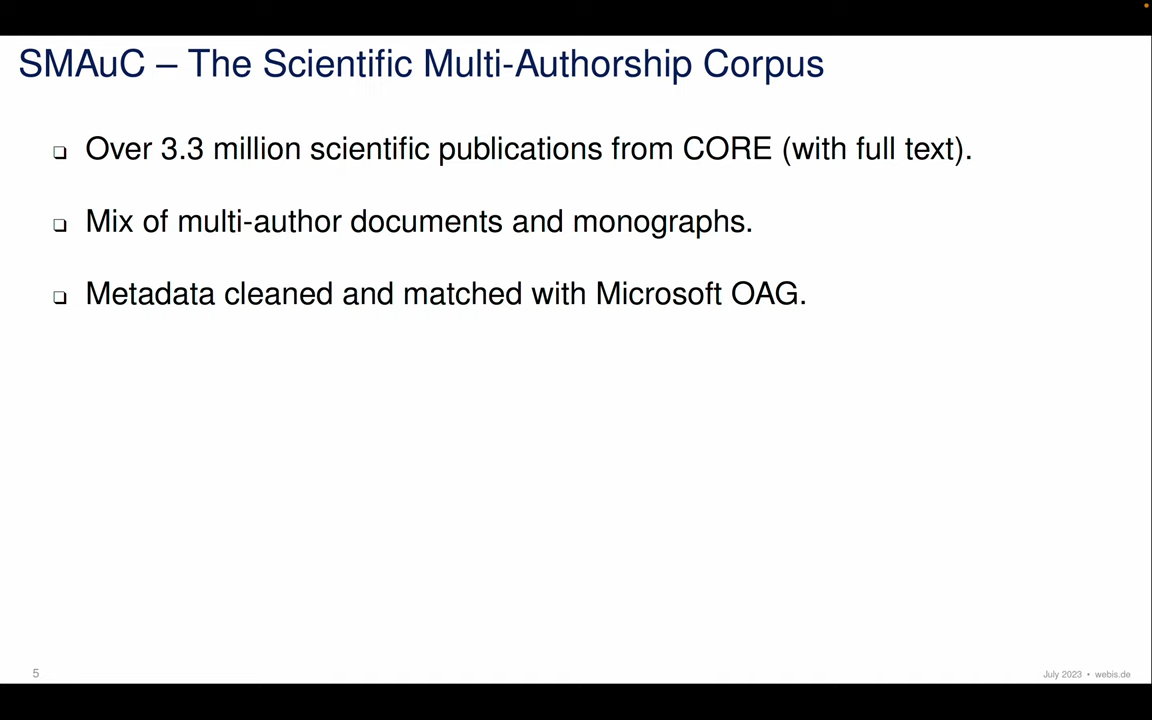 SMAuC – The Scientific Multi-Authorship Corpus
❏ Over 3.3 million scientific publications from CORE (with full text).
❏ Mix of multi-author documents and monographs.
❏ Metadata cleaned and matched with Microsoft OAG.
5
July 2023 • webis.de